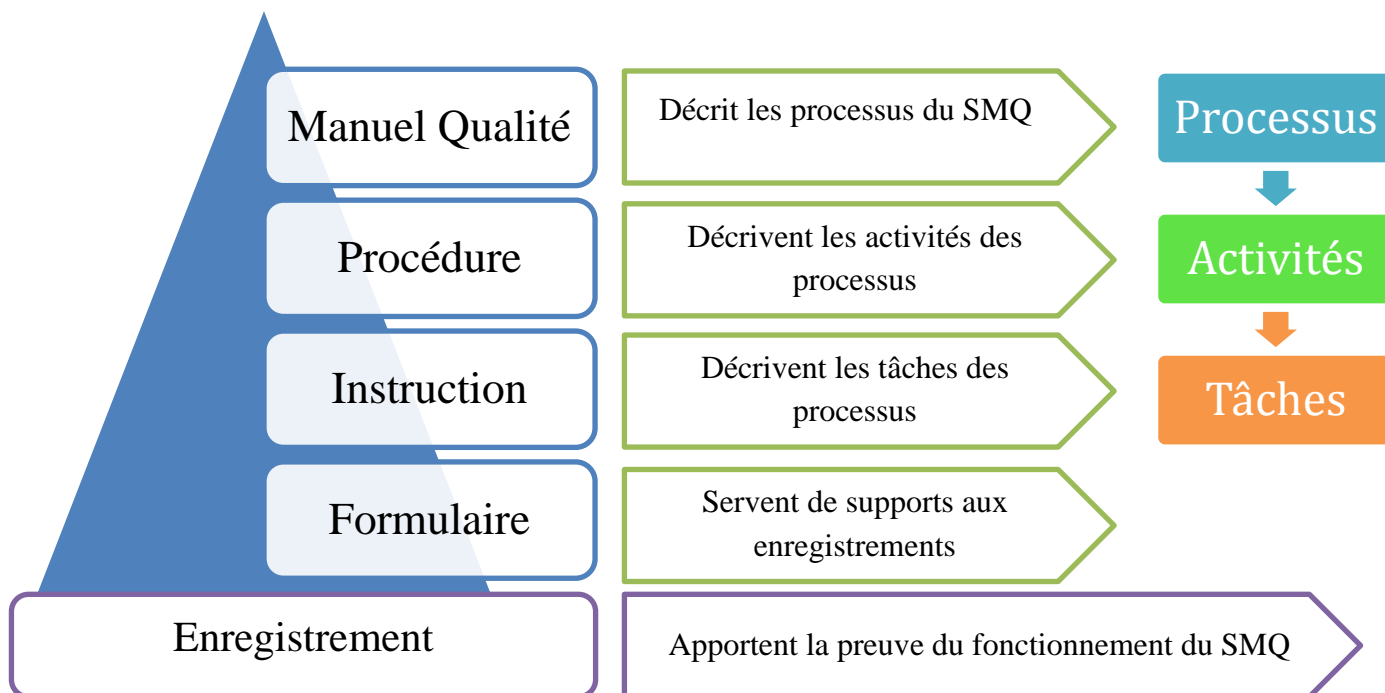 Manuel Qualité
Décrit les processus du SMQ
Processus
Procédure
Décrivent les activités des
processus
Activités
Instruction
Décrivent les tâches des
processus
Tâches
Formulaire
Servent de supports aux
enregistrements
Enregistrement
Apportent la preuve du fonctionnement du SMQ